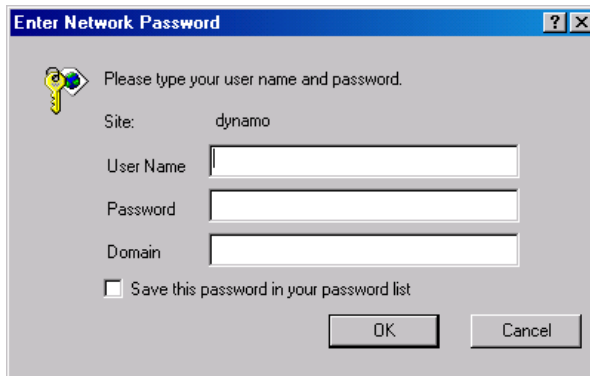 Enter Network Password
? X
Please type your user name and password.
Site: dynamo
User Name
Password
Domain
Save this password in your password list
OK Cancel